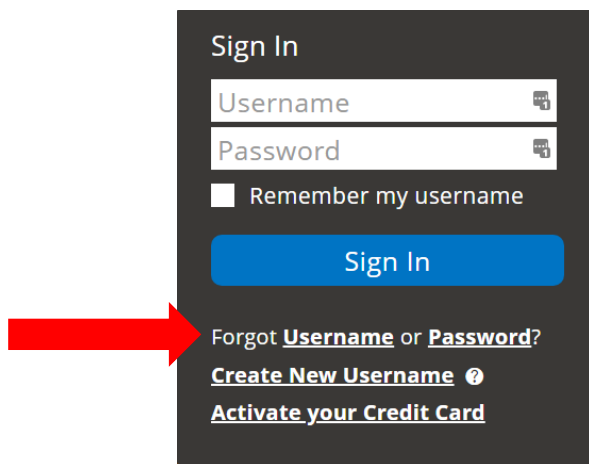 Sign In
Username
Password
Remember my username
Sign In
Forgot Username or Password?
Create New Username ?
Activate your Credit Card